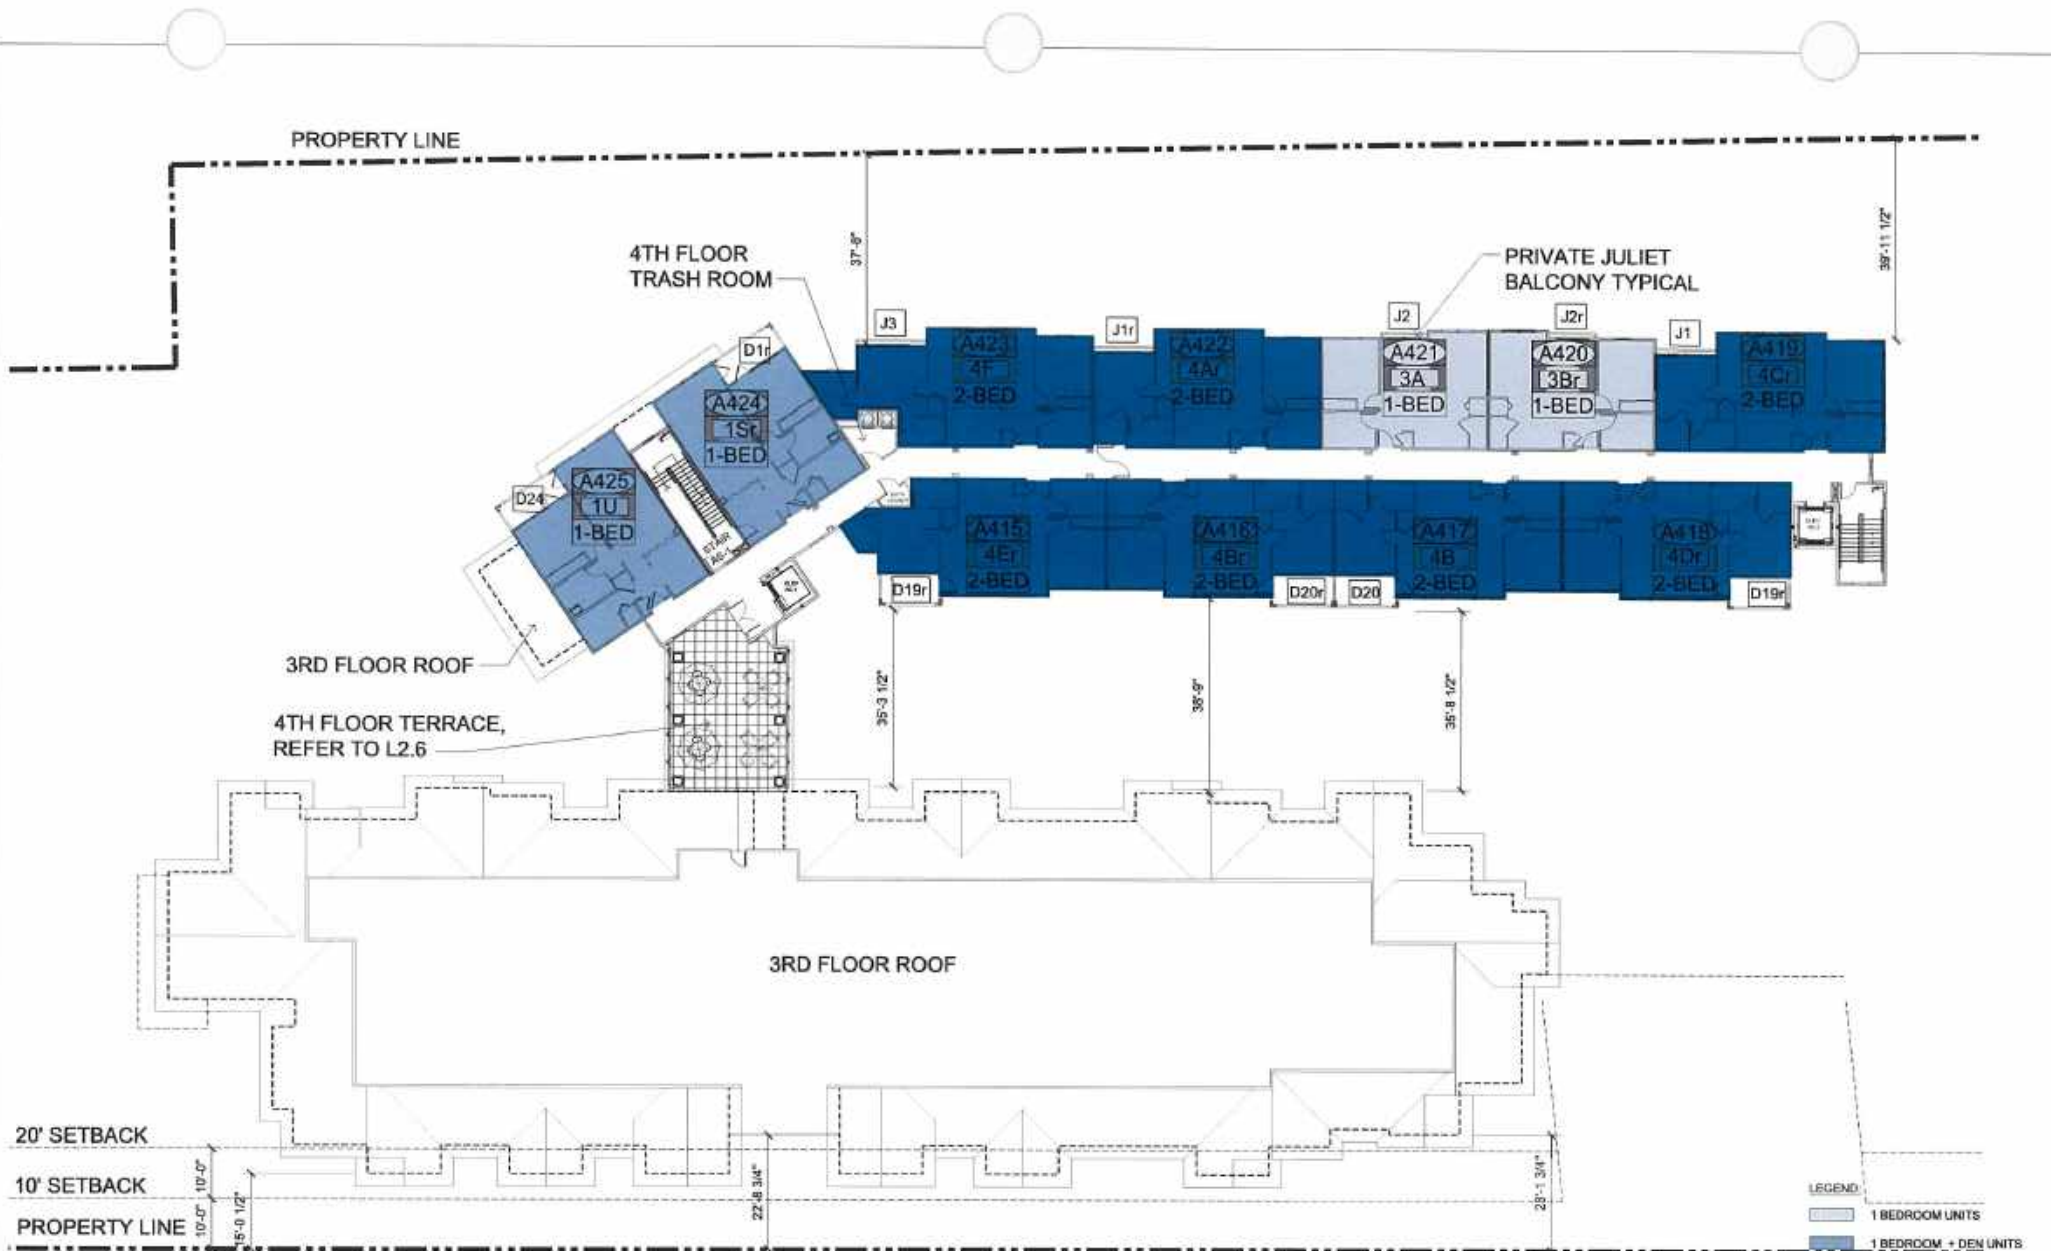 PROPERTY LINE
4TH FLOOR
TRASH ROOM
37'-6"
PRIVATE JULIET
BALCONY TYPICAL
39'-11 1/2"
J3
J1r
J2
J2r
J1
D1r
A423
4F
2-BED
A422
4Ar
2-BED
A421
3A
1-BED
A420
3Br
1-BED
A419
4Cr
2-BED
A424
1Sr
1-BED
D24
A425
1U
1-BED
STAIR
A415
4Er
2-BED
A416
4Br
2-BED
A417
4B
2-BED
A418
4Dr
2-BED
D19r
D20r
D20
D19r
3RD FLOOR ROOF
4TH FLOOR TERRACE,
REFER TO L2.6
35'-3 1/2"
38'-9"
35'-8 1/2"
3RD FLOOR ROOF
20' SETBACK
10'-0"
10' SETBACK
10'-0"
PROPERTY LINE
15'-0 1/2"
22'-8 3/4"
LEGEND
1 BEDROOM UNITS
1 BEDROOM + DEN UNITS